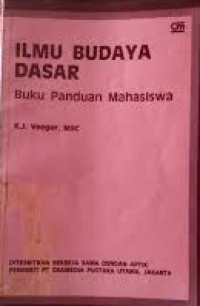 GM
ILMU BUDAYA
DASAR
Buku Panduan Mahasiswa
K.J. Veeger, MSC
DITERBITKAN BEKERJA SAMA DENGAN APTIK
PENERBIT PT GRAMEDIA PUSTAKA UTAMA, JAKARTA